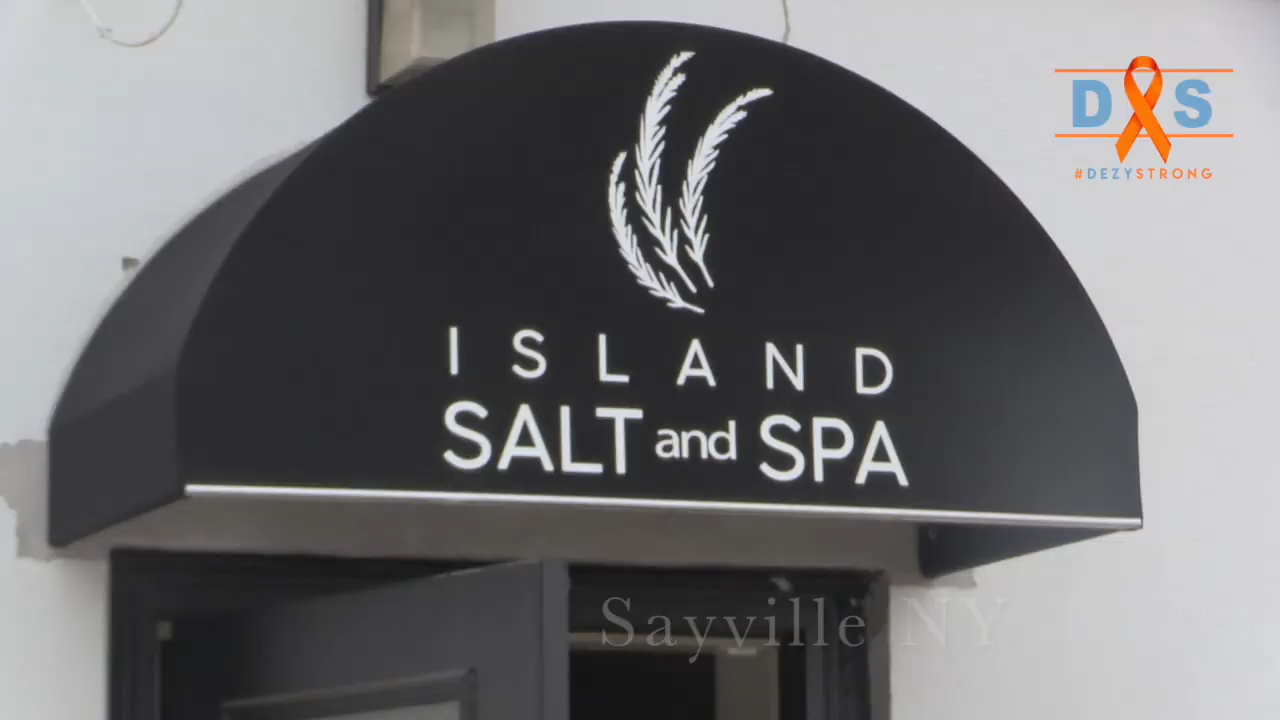 D S
#DEZYSTRONG
ISLAND
SALT and SPA
Sayville NY